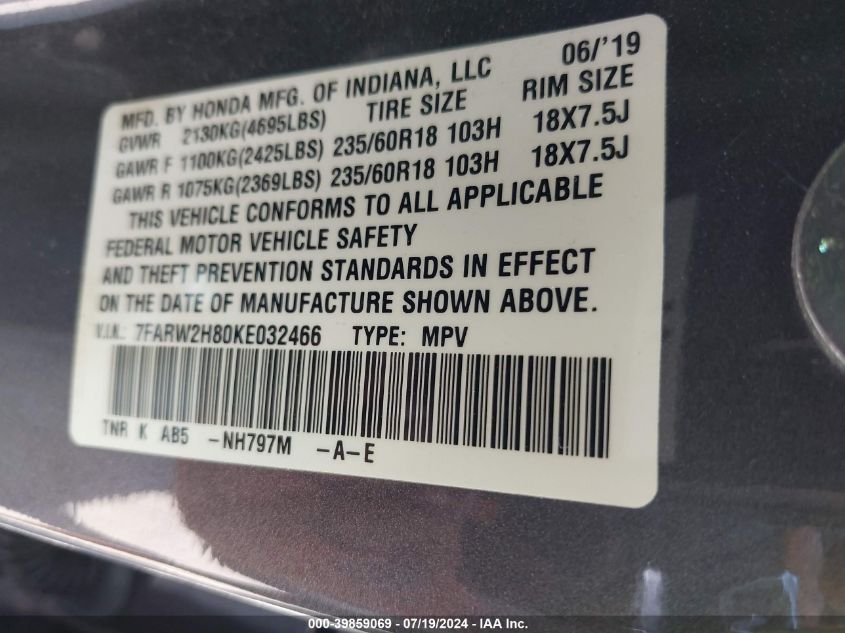 06/'19
MFD. BY HONDA MFG. OF INDIANA, LLC
GVWR 2130KG(4695LBS) TIRE SIZE RIM SIZE
GAWR F 1100KG(2425LBS) 235/60R18 103H 18X7.5J
GAWR R 1075KG(2369LBS) 235/60R18 103H 18X7.5J
THIS VEHICLE CONFORMS TO ALL APPLICABLE
FEDERAL MOTOR VEHICLE SAFETY
AND THEFT PREVENTION STANDARDS IN EFFECT
ON THE DATE OF MANUFACTURE SHOWN ABOVE.
V.I.N.: 7FARW2H80KE032466 TYPE: MPV
TNR K AB5 -NH797M -A-E
000-39859069 - 07/19/2024 - IAA Inc.